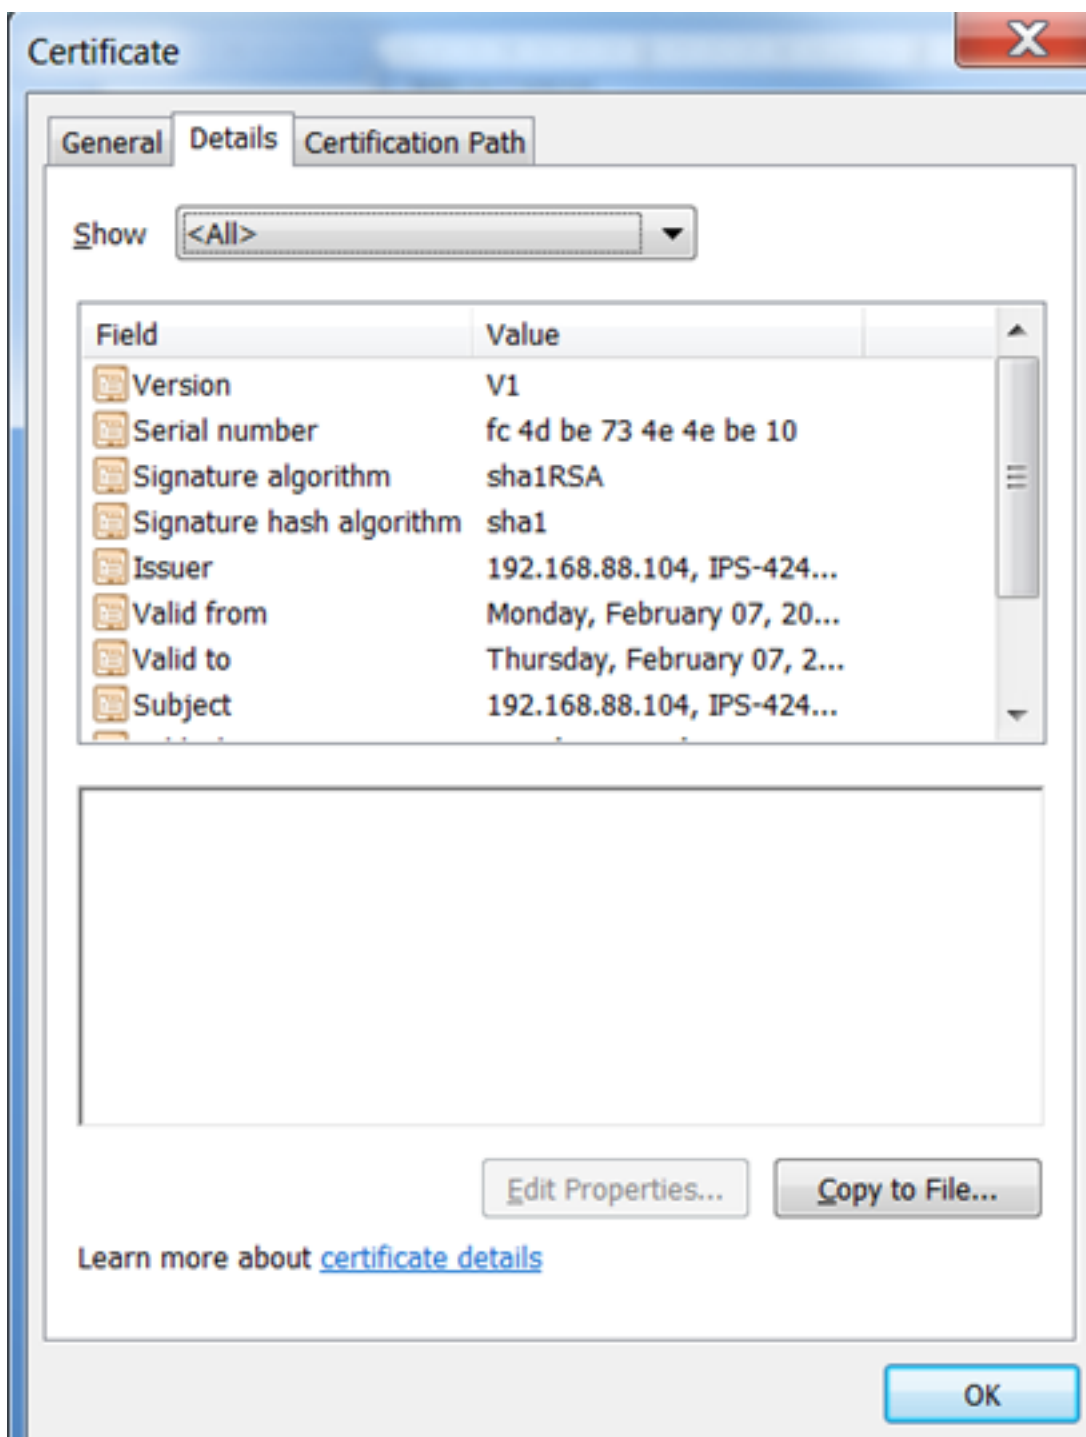 Certificate
General Details Certification Path
Show <All>
Field Value
Version V1
Serial number fc 4d be 73 4e 4e be 10
Signature algorithm sha1RSA
Signature hash algorithm sha1
Issuer 192.168.88.104, IPS-424...
Valid from Monday, February 07, 20...
Valid to Thursday, February 07, 2...
Subject 192.168.88.104, IPS-424...
Edit Properties... Copy to File...
Learn more about certificate details
OK